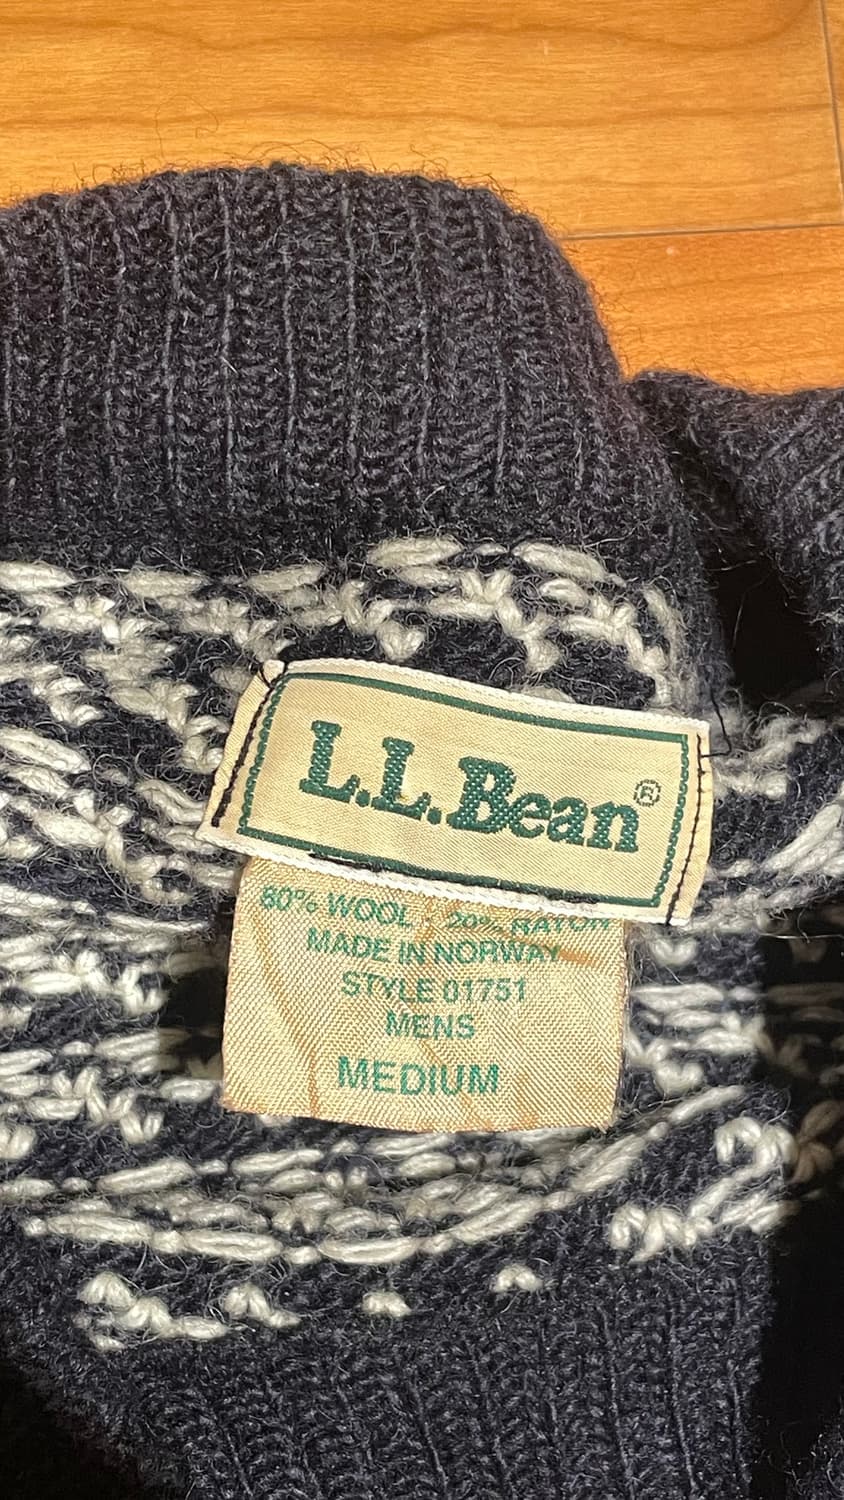 L.L.Bean®
80% WOOL - 20% RAYON
MADE IN NORWAY
STYLE 01751
MENS
MEDIUM